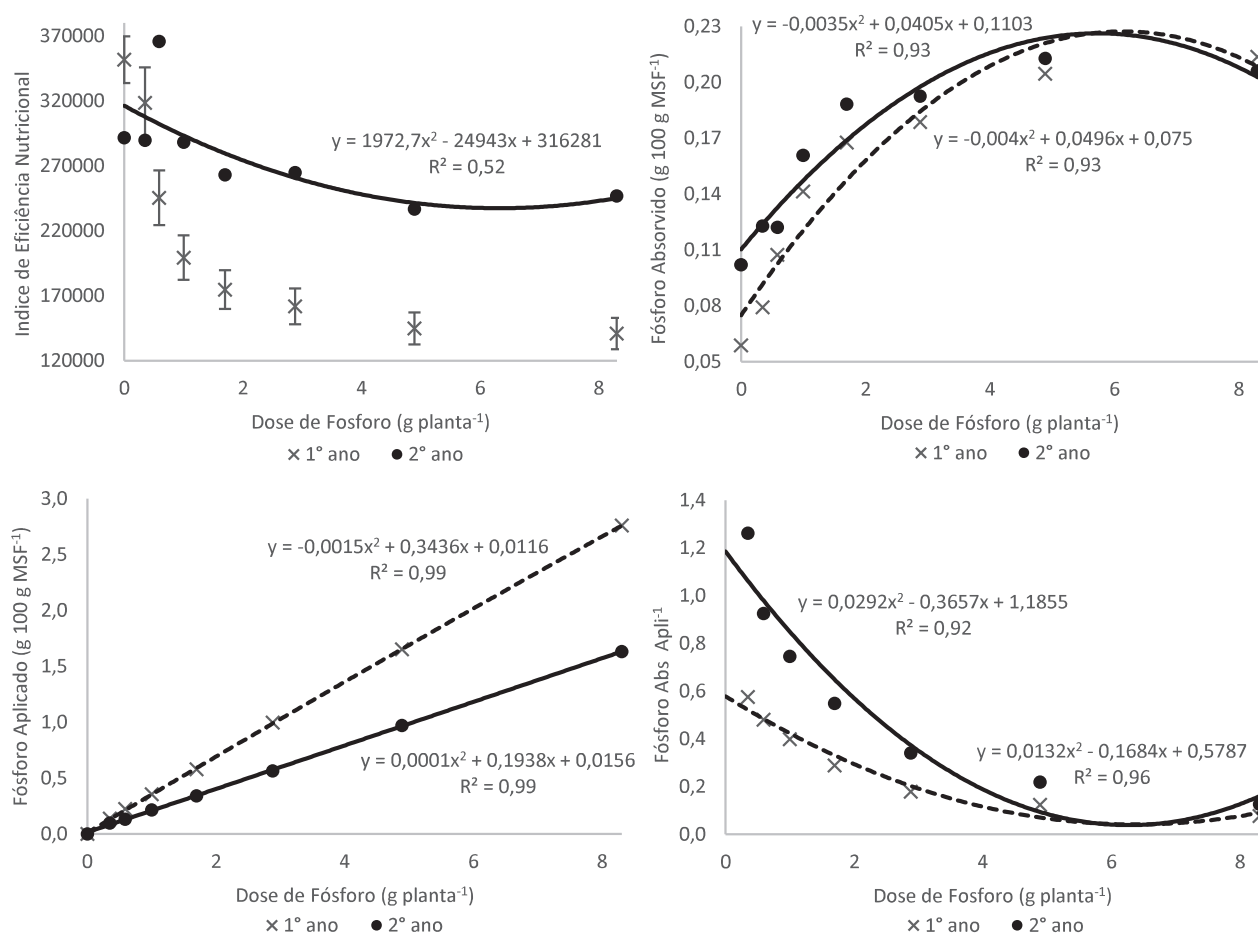 Indice de Eficiência Nutricional
370000
320000
270000
220000
170000
120000
y = 1972,7x² - 24943x + 316281
R² = 0,52
0 2 4 6 8
Dose de Fosforo (g planta⁻¹)
1° ano 2° ano
Fósforo Absorvido (g 100 g MSF⁻¹)
0,23
0,20
0,17
0,14
0,11
0,08
0,05
y = -0,0035x² + 0,0405x + 0,1103
R² = 0,93
y = -0,004x² + 0,0496x + 0,075
R² = 0,93
0 2 4 6 8
Dose de Fósforo (g planta⁻¹)
1° ano 2° ano
Fósforo Aplicado (g 100 g MSF⁻¹)
3,0
2,5
2,0
1,5
1,0
0,5
0,0
y = -0,0015x² + 0,3436x + 0,0116
R² = 0,99
y = 0,0001x² + 0,1938x + 0,0156
R² = 0,99
0 2 4 6 8
Dose de Fósforo (g planta⁻¹)
1° ano 2° ano
Fósforo Abs Apli⁻¹
1,4
1,2
1,0
0,8
0,6
0,4
0,2
0,0
y = 0,0292x² - 0,3657x + 1,1855
R² = 0,92
y = 0,0132x² - 0,1684x + 0,5787
R² = 0,96
0 2 4 6 8
Dose de Fósforo (g planta⁻¹)
1° ano 2° ano